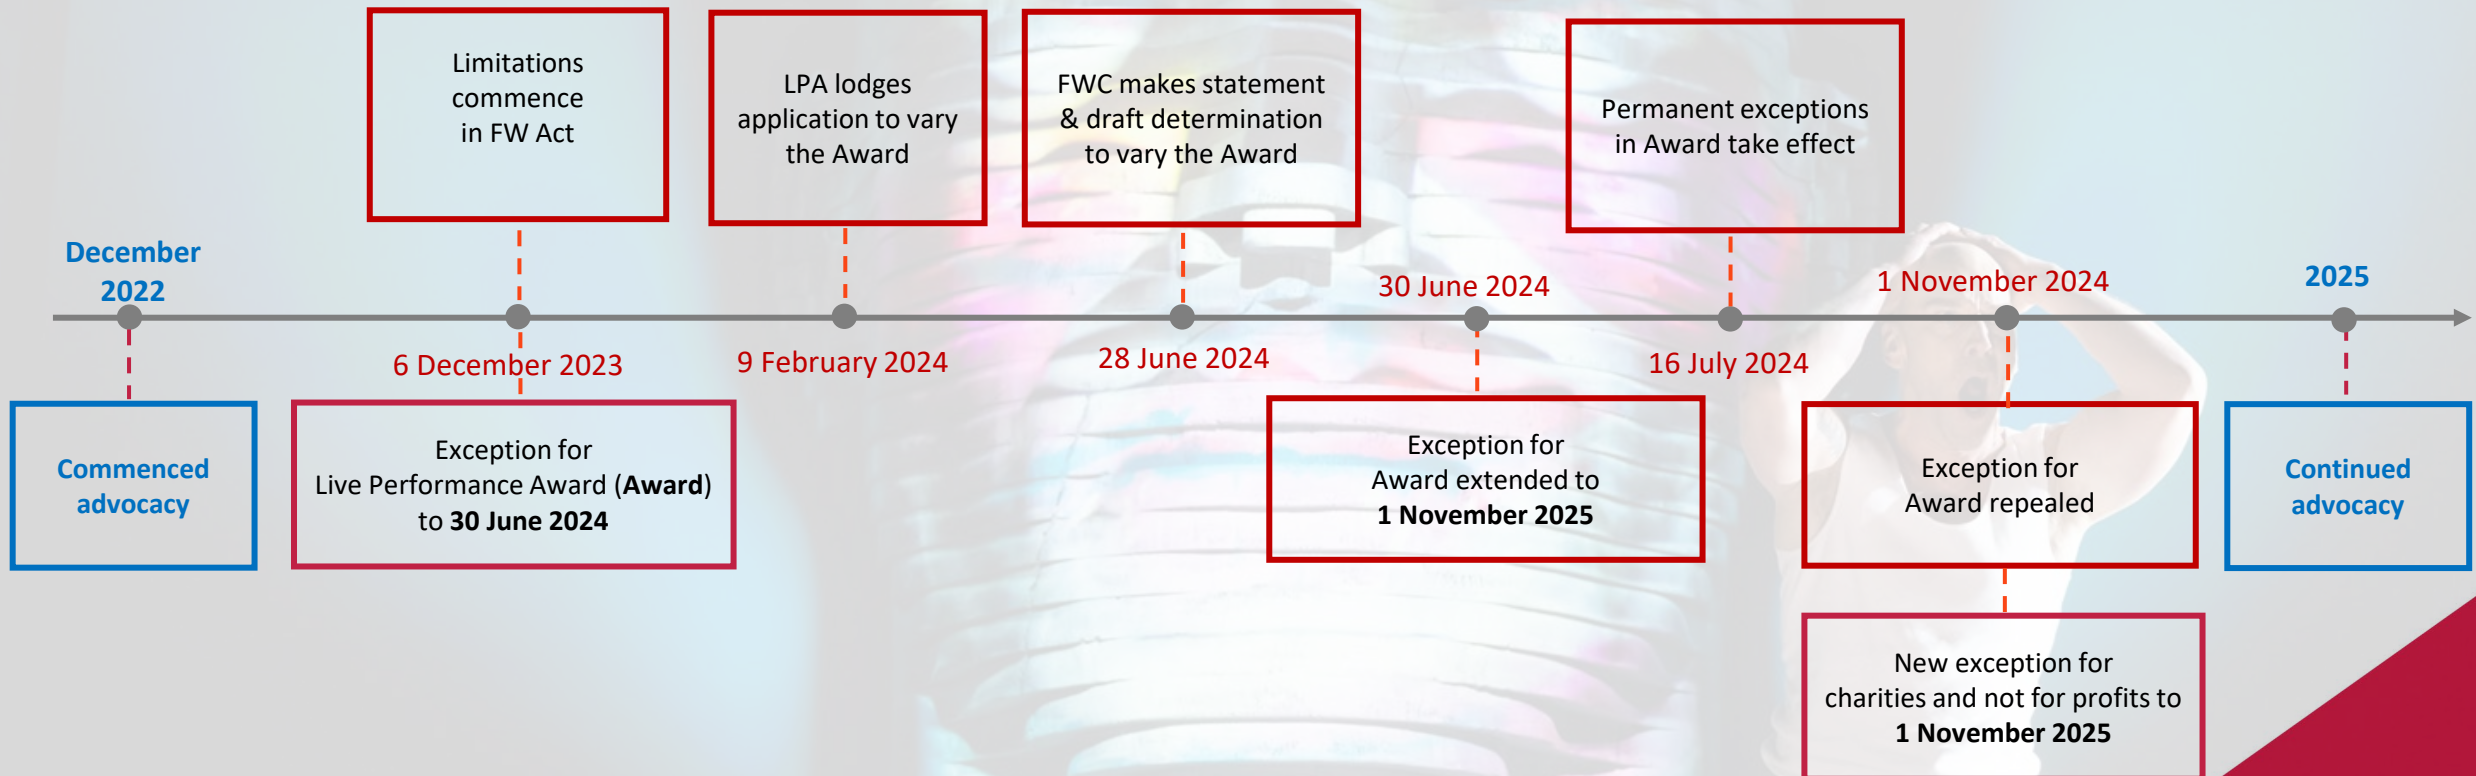 December
2022
Commenced
advocacy
Limitations
commence
in FW Act
6 December 2023
Exception for
Live Performance Award (Award)
to 30 June 2024
LPA lodges
application to vary
the Award
9 February 2024
FWC makes statement
& draft determination
to vary the Award
28 June 2024
30 June 2024
Exception for
Award extended to
1 November 2025
Permanent exceptions
in Award take effect
16 July 2024
1 November 2024
Exception for
Award repealed
New exception for
charities and not for profits to
1 November 2025
2025
Continued
advocacy